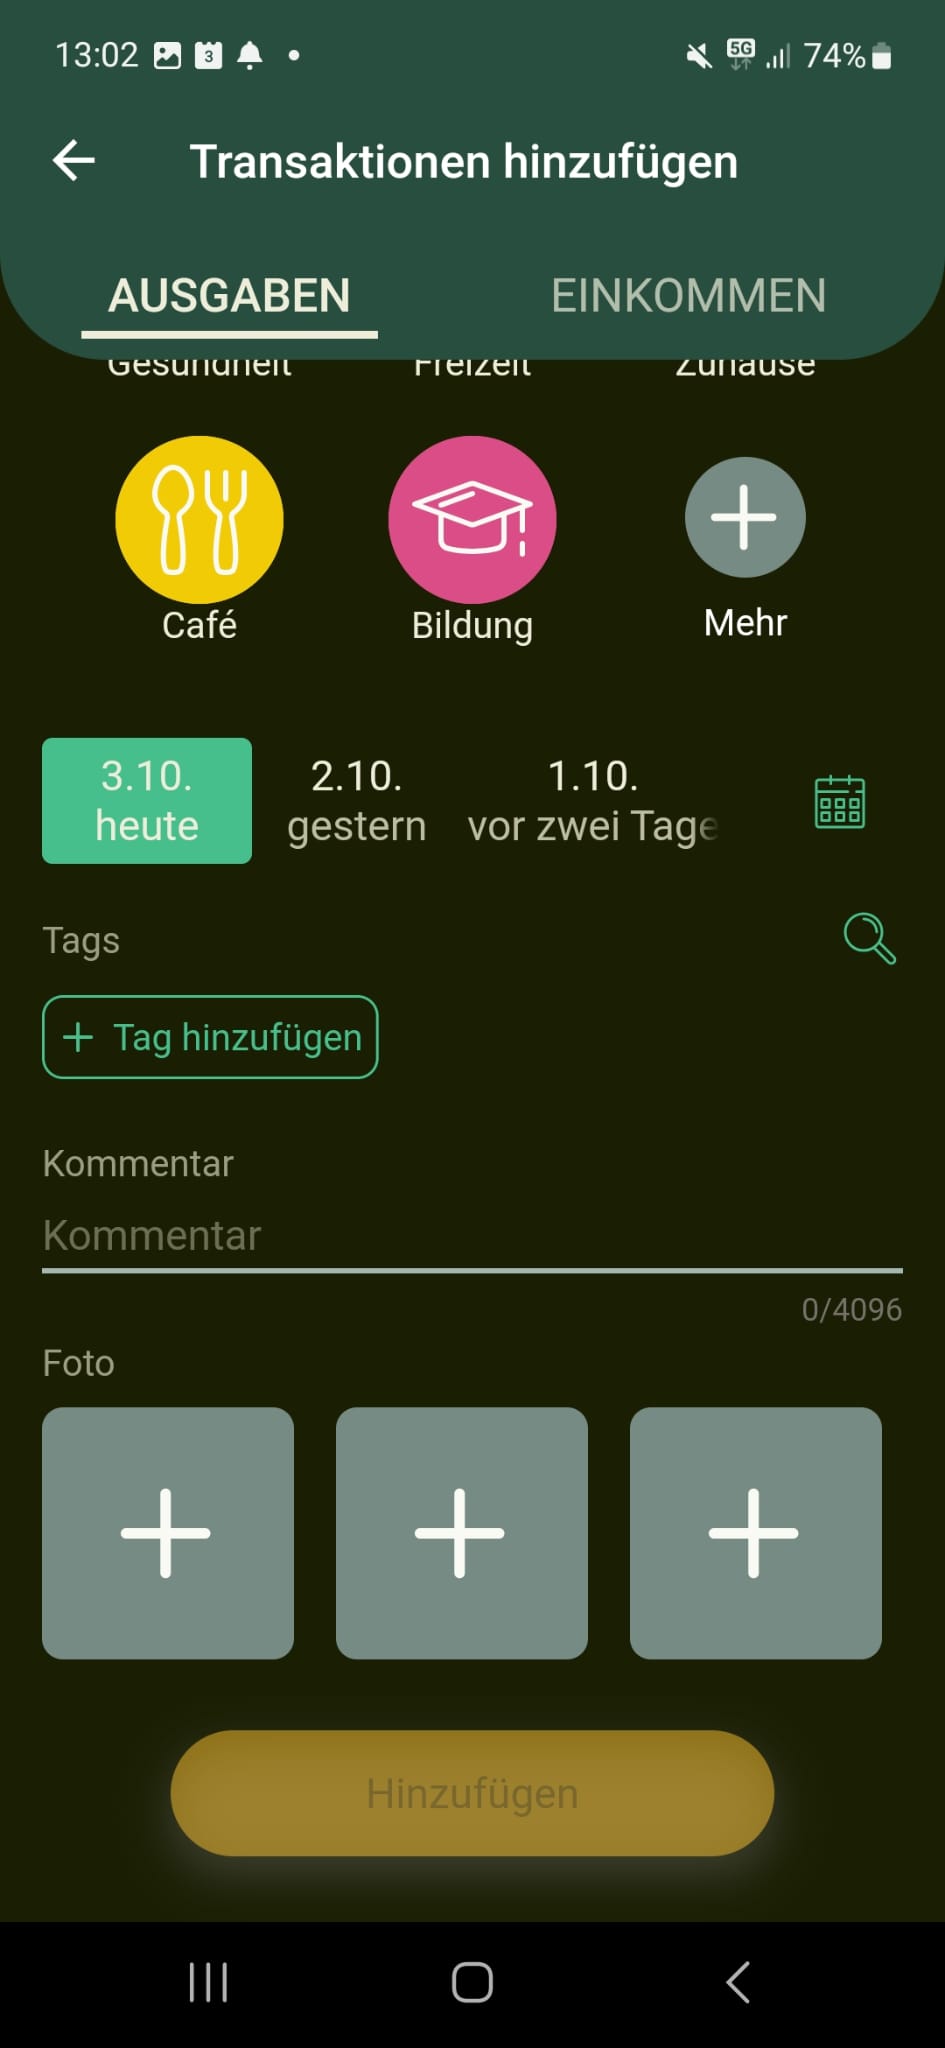 13:02 3 5G 74%
Transaktionen hinzufügen
AUSGABEN EINKOMMEN
Gesundheit Freizeit Zuhause
Café Bildung Mehr
3.10. 2.10. 1.10.
heute gestern vor zwei Tage
Tags
+ Tag hinzufügen
Kommentar
Kommentar
0/4096
Foto
Hinzufügen